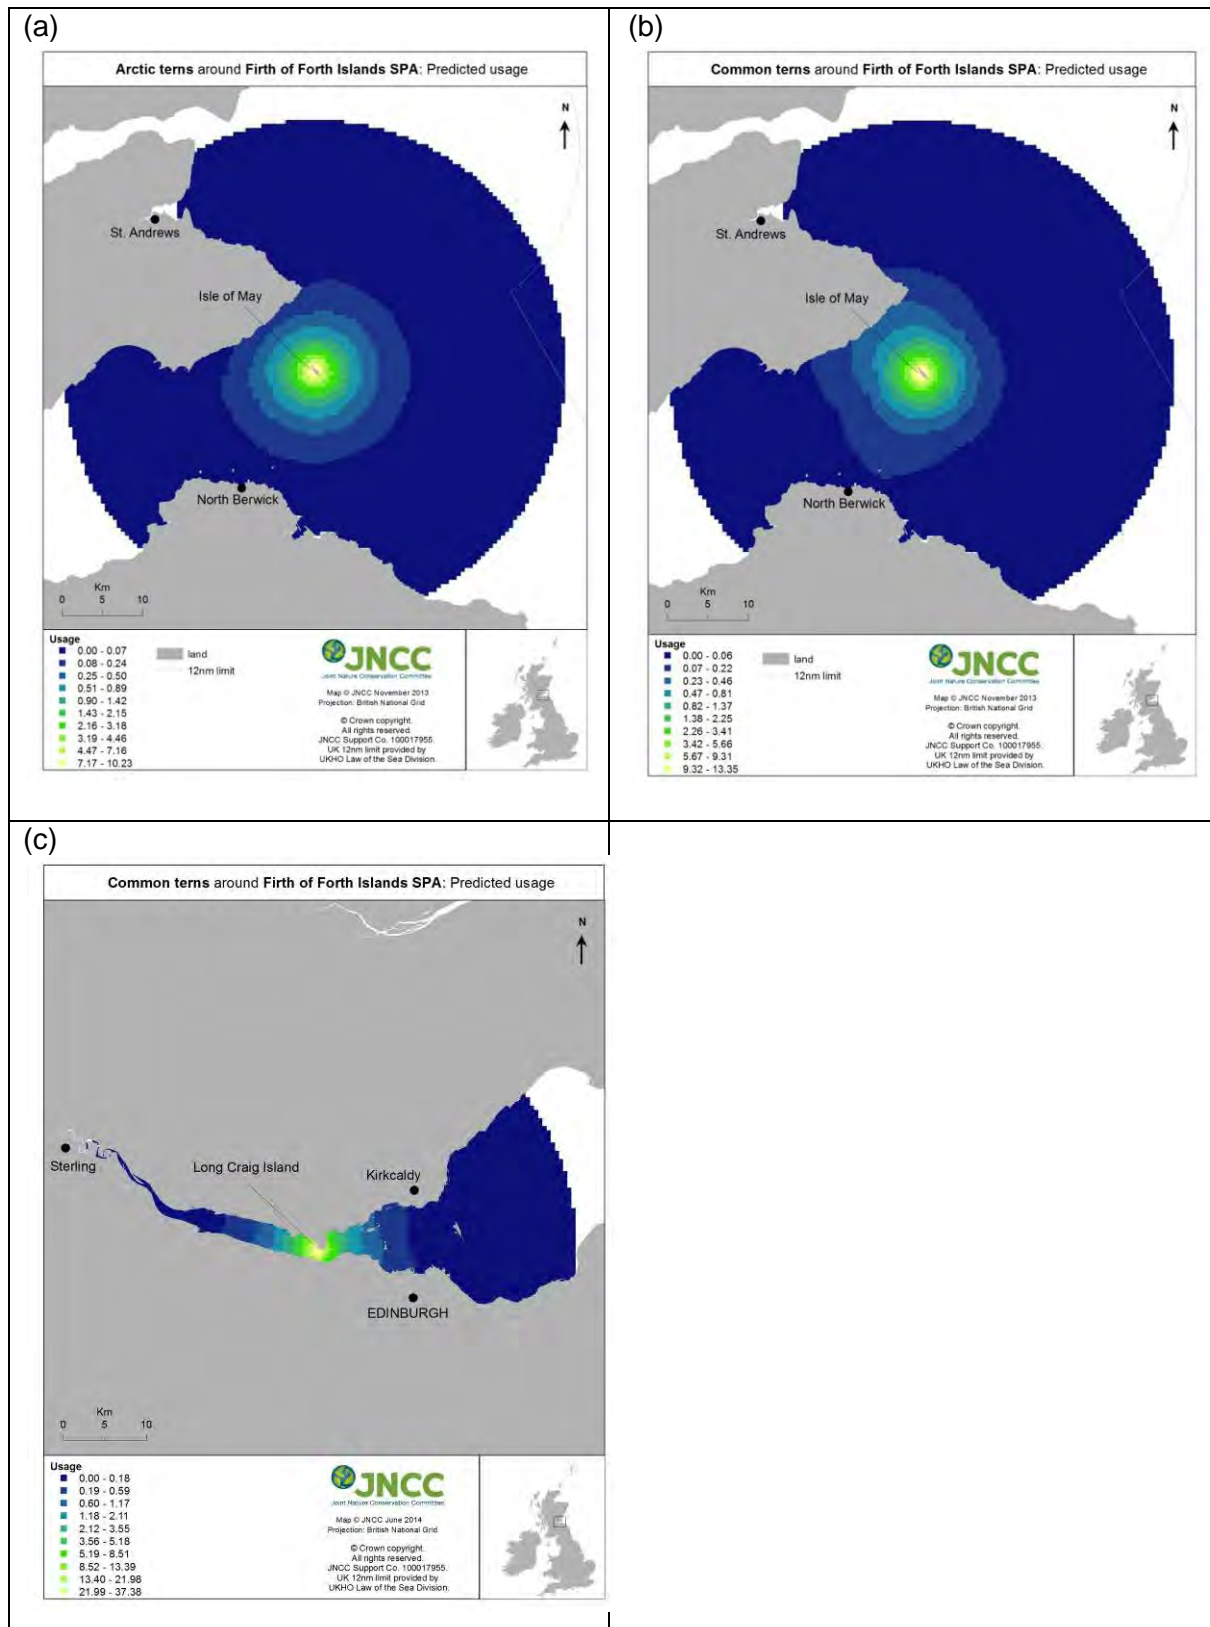 (a)
Arctic terns around Firth of Forth Islands SPA: Predicted usage
N
St. Andrews
Isle of May
North Berwick
Km
0 5 10
Usage
0.00 - 0.07
0.08 - 0.24
0.25 - 0.50
0.51 - 0.89
0.90 - 1.42
1.43 - 2.15
2.16 - 3.18
3.19 - 4.46
4.47 - 7.16
7.17 - 10.23
land
12nm limit
JNCC
Joint Nature Conservation Committee
Map © JNCC November 2013
Projection: British National Grid
© Crown copyright.
All rights reserved.
JNCC Support Co. 100017955.
UK 12nm limit provided by
UKHO Law of the Sea Division.
(b)
Common terns around Firth of Forth Islands SPA: Predicted usage
N
St. Andrews
Isle of May
North Berwick
Km
0 5 10
Usage
0.00 - 0.06
0.07 - 0.22
0.23 - 0.46
0.47 - 0.81
0.82 - 1.37
1.38 - 2.25
2.26 - 3.41
3.42 - 5.66
5.67 - 9.31
9.32 - 13.35
land
12nm limit
JNCC
Joint Nature Conservation Committee
Map © JNCC November 2013
Projection: British National Grid
© Crown copyright.
All rights reserved.
JNCC Support Co. 100017955.
UK 12nm limit provided by
UKHO Law of the Sea Division.
(c)
Common terns around Firth of Forth Islands SPA: Predicted usage
N
Sterling
Long Craig Island
Kirkcaldy
EDINBURGH
Km
0 5 10
Usage
0.00 - 0.18
0.19 - 0.59
0.60 - 1.17
1.18 - 2.11
2.12 - 3.55
3.56 - 5.18
5.19 - 8.51
8.52 - 13.39
13.40 - 21.98
21.99 - 37.38
JNCC
Joint Nature Conservation Committee
Map © JNCC June 2014
Projection: British National Grid
© Crown copyright.
All rights reserved.
JNCC Support Co. 100017955.
UK 12nm limit provided by
UKHO Law of the Sea Division.